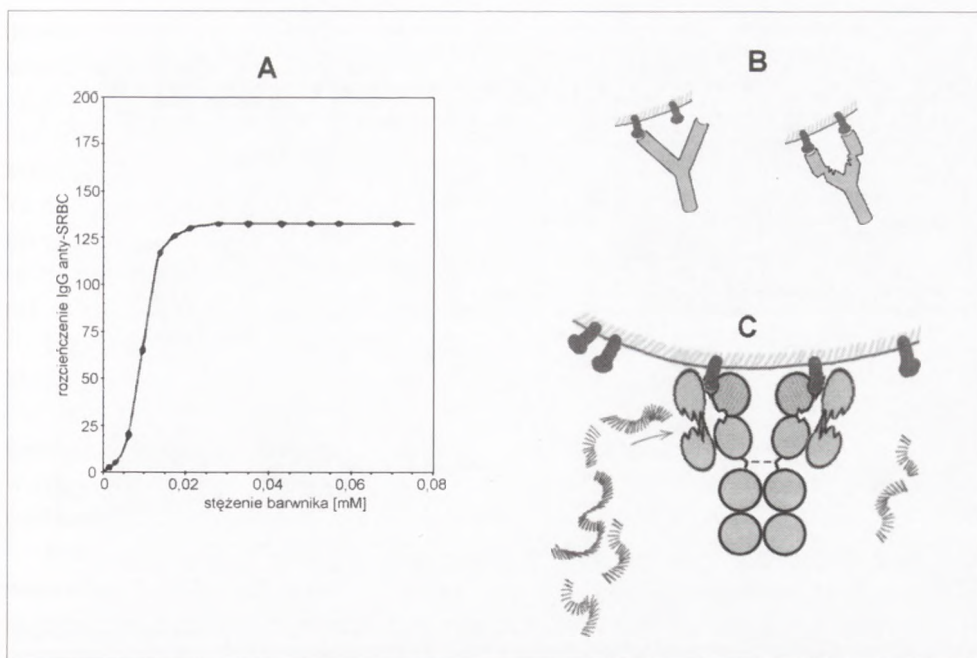 A
200
175
150
125
100
75
50
25
0
rozcieńczenie IgG anty-SRBC
0 0,02 0,04 0,06 0,08
stężenie barwnika [mM]
B
C